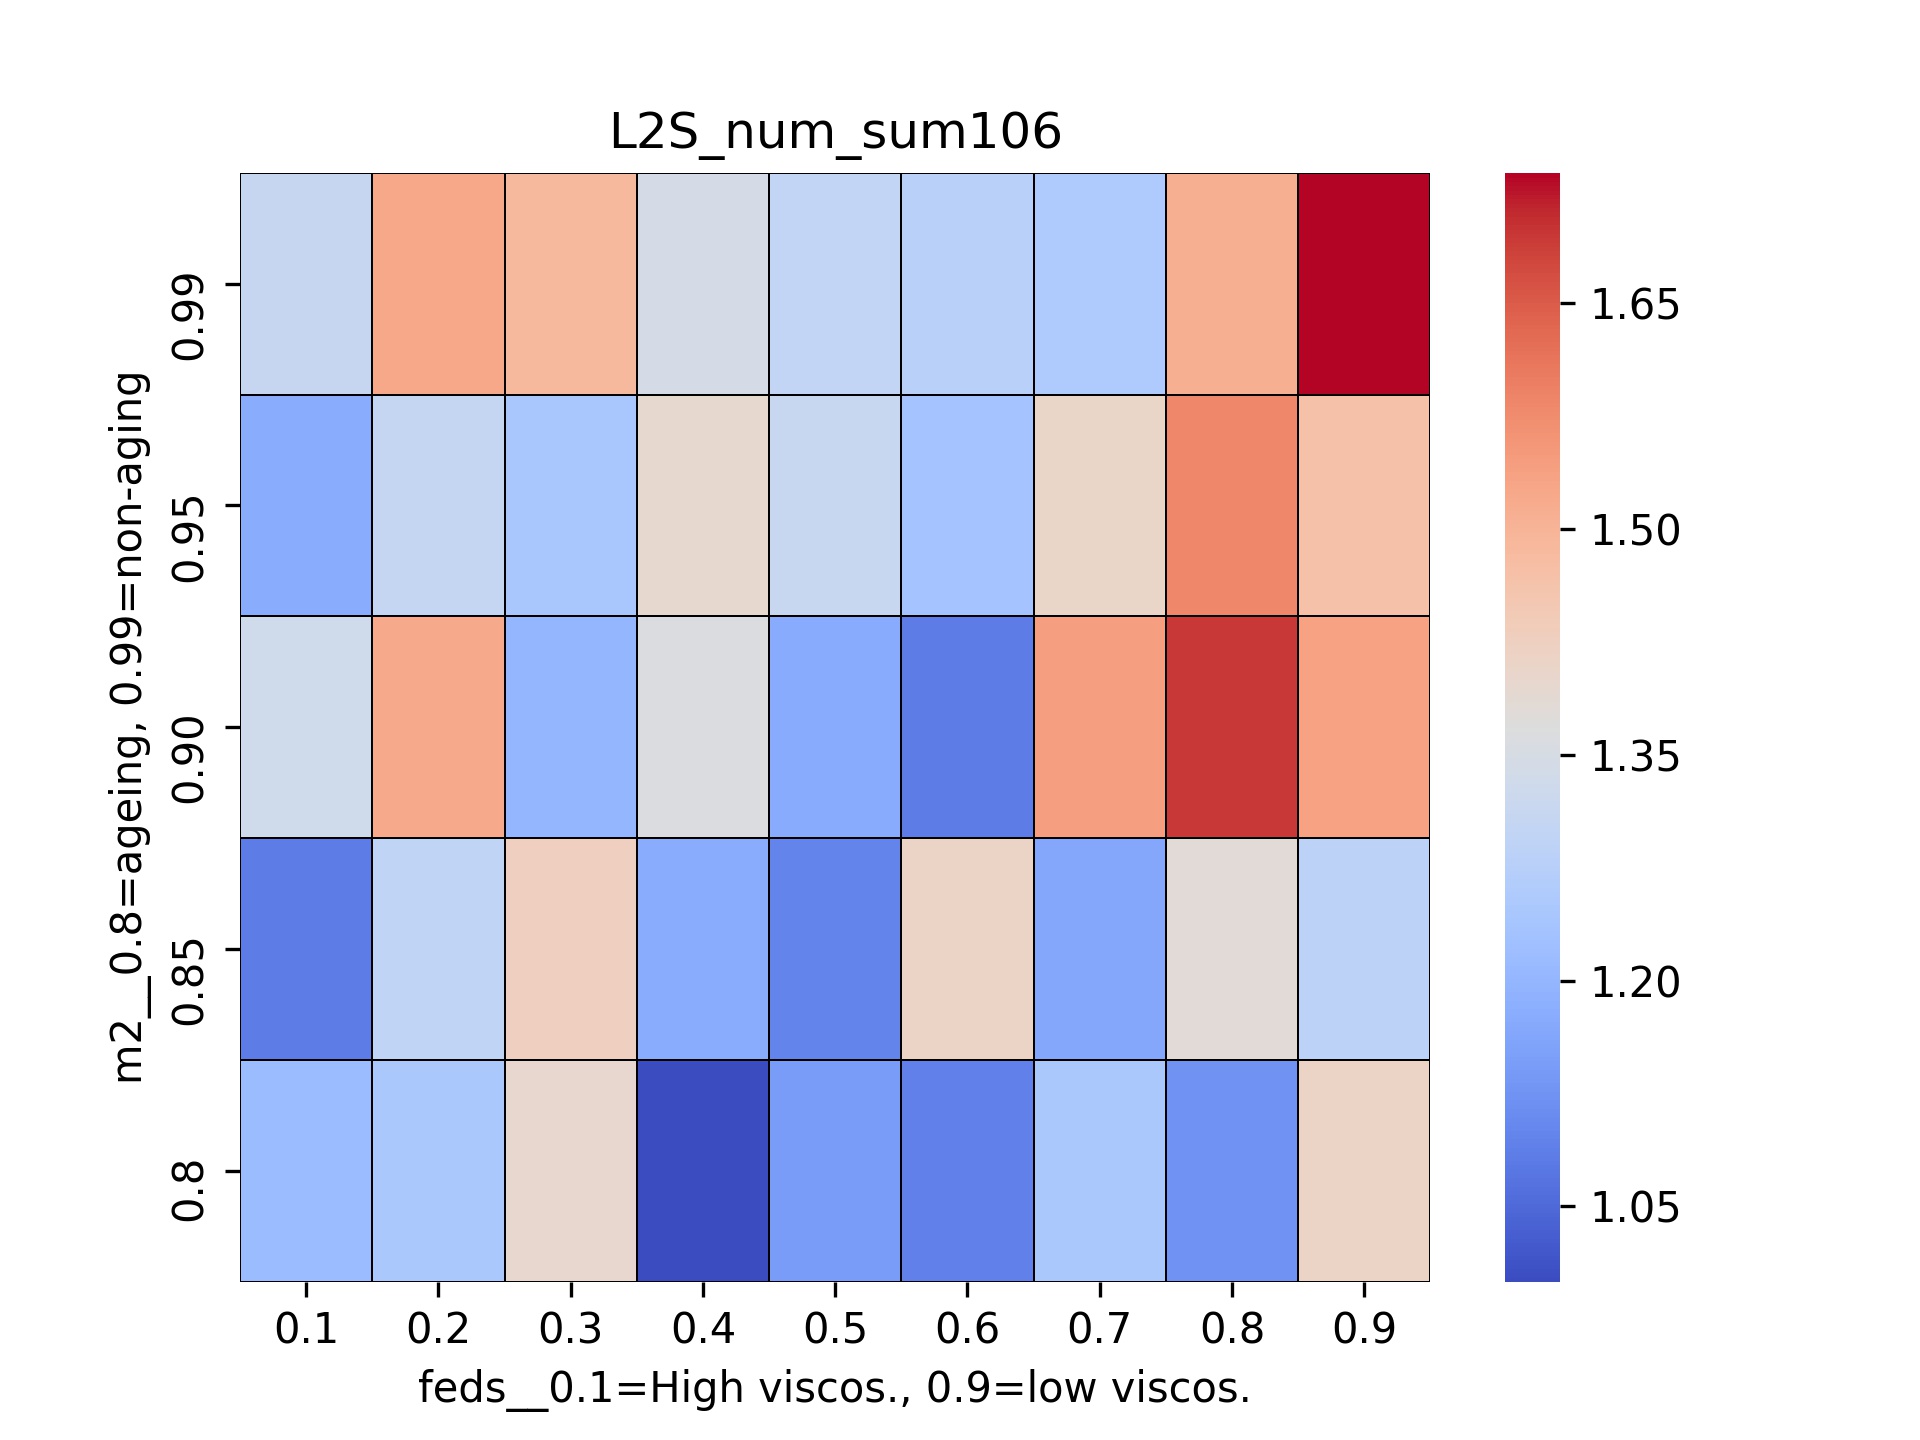 L2S_num_sum106
m2__0.8=ageing, 0.99=non-aging
0.99
0.95
0.90
0.85
0.8
0.1 0.2 0.3 0.4 0.5 0.6 0.7 0.8 0.9
feds__0.1=High viscos., 0.9=low viscos.
1.65
1.50
1.35
1.20
1.05